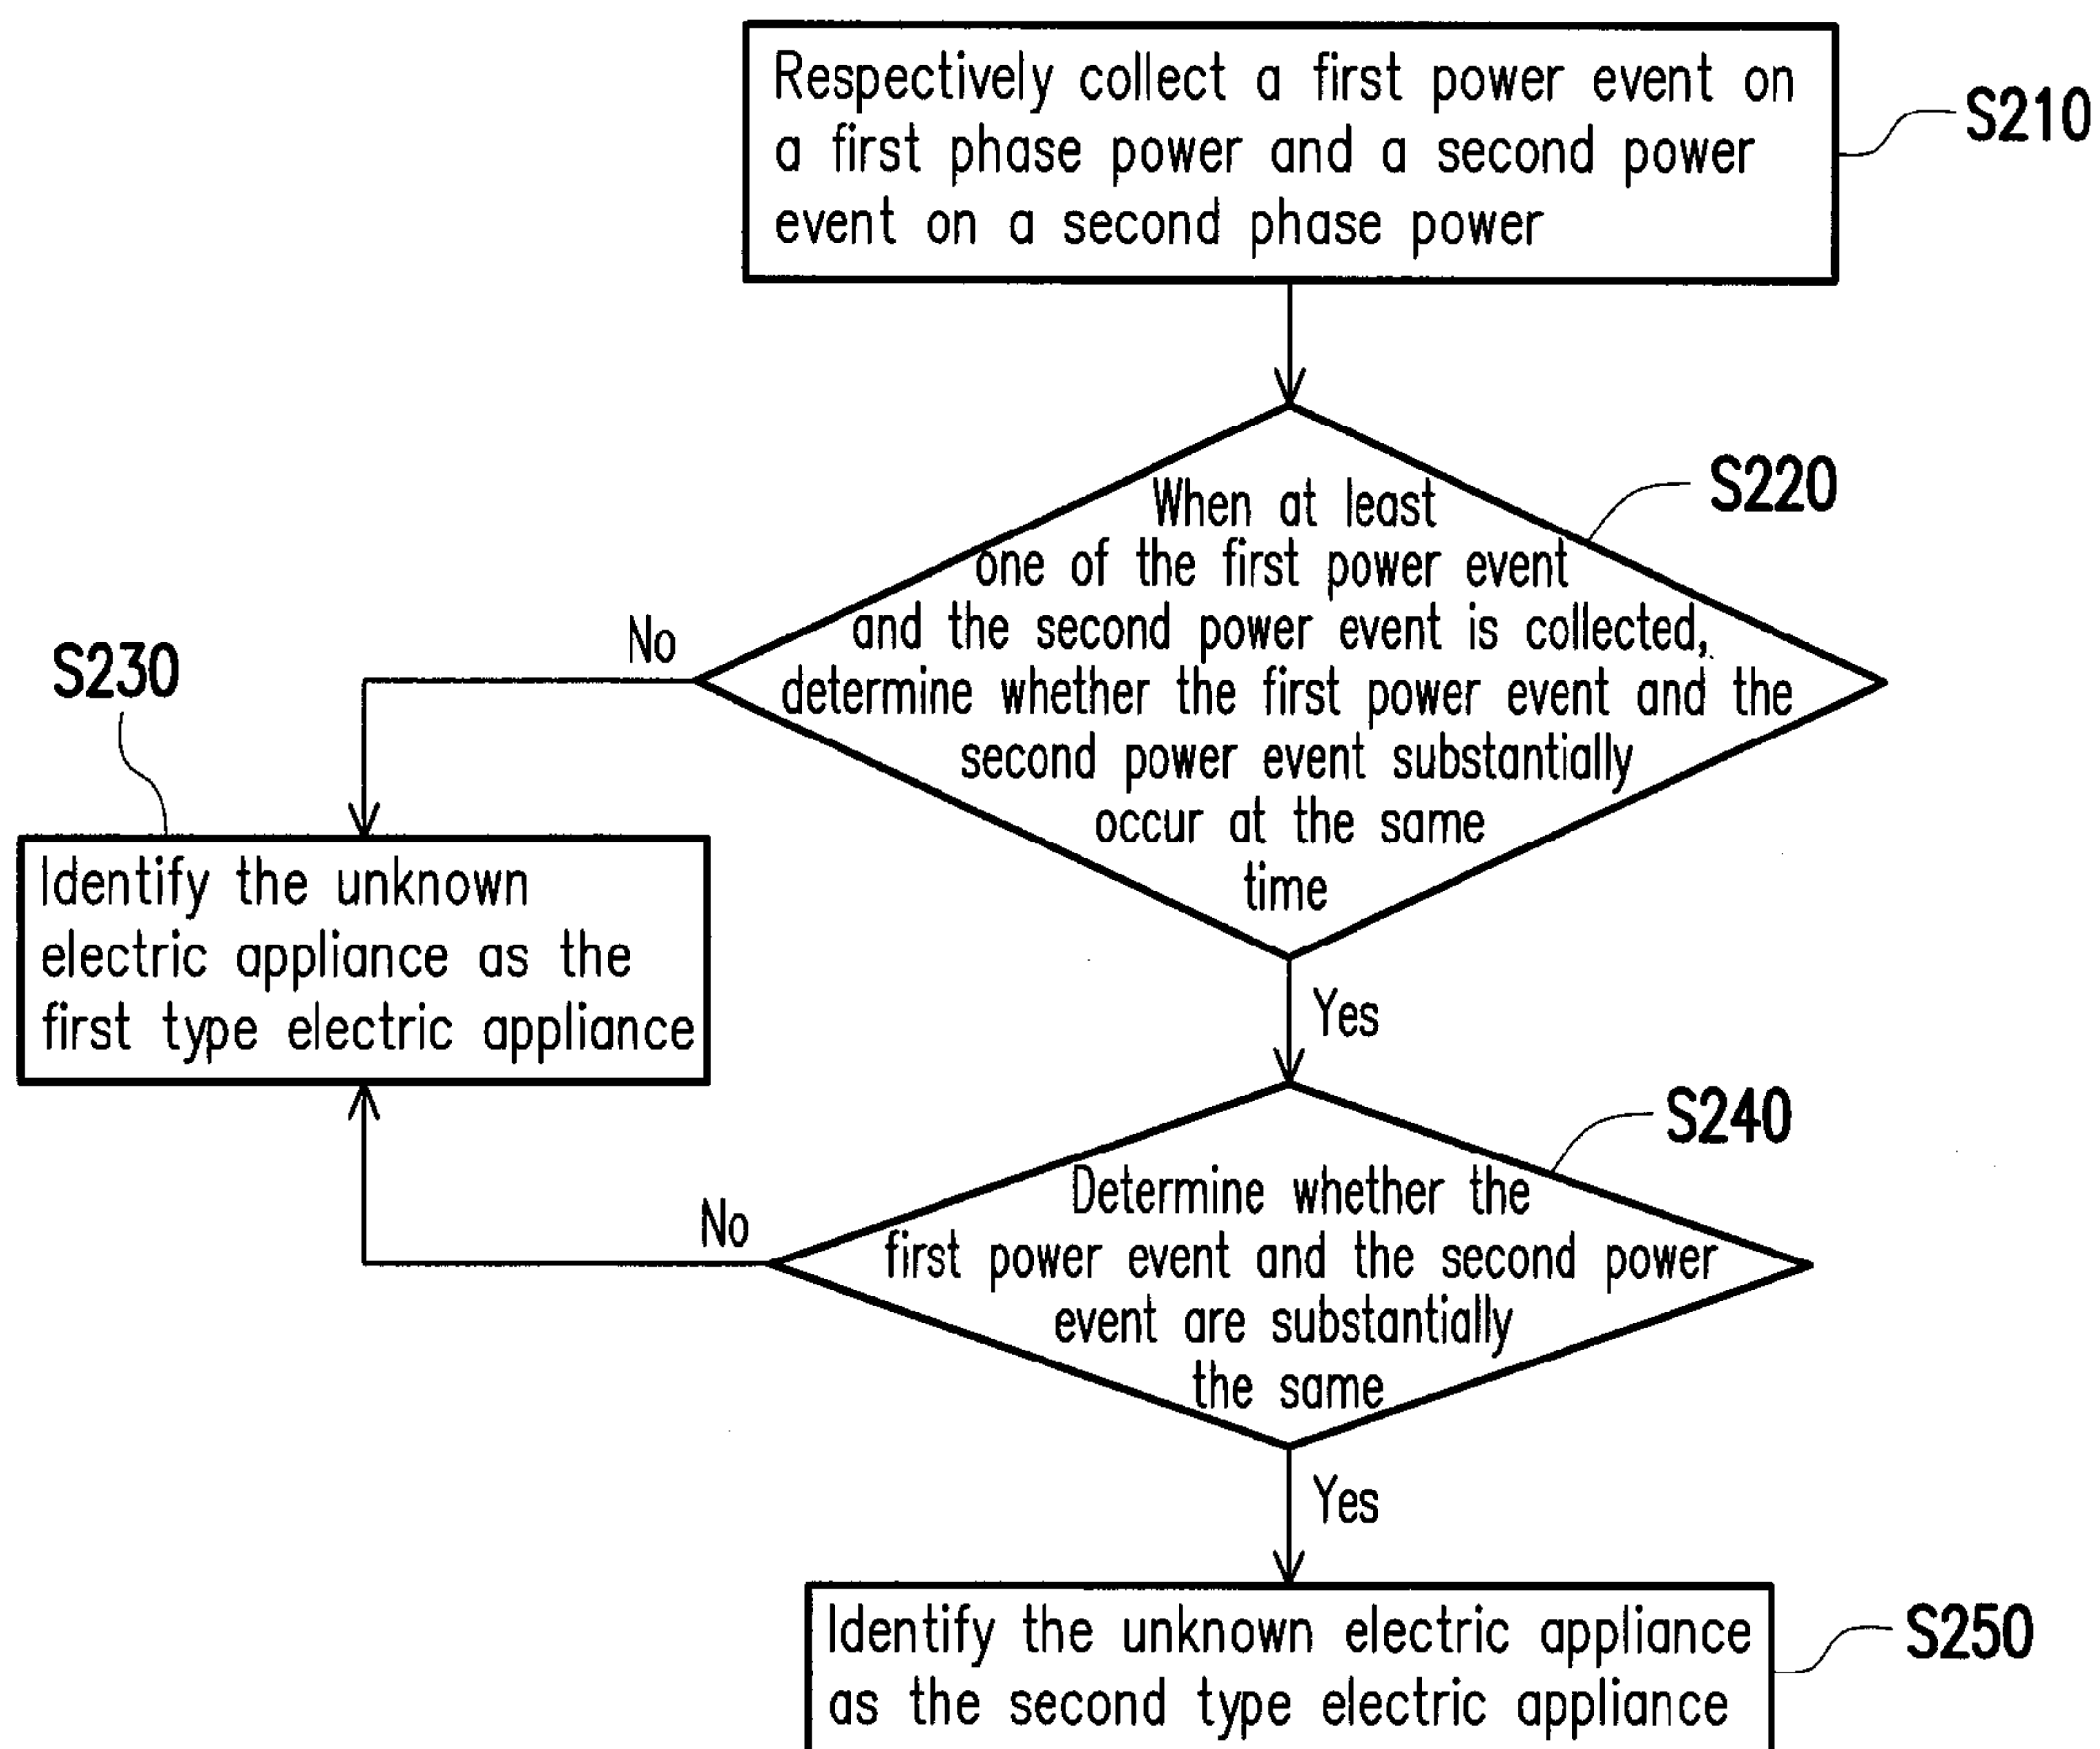 Respectively collect a first power event on
a first phase power and a second power
event on a second phase power
S210
When at least
one of the first power event
and the second power event is collected,
determine whether the first power event and the
second power event substantially
occur at the same
time
S220
No
S230
Identify the unknown
electric appliance as the
first type electric appliance
Yes
S240
Determine whether the
first power event and the second power
event are substantially
the same
No
Yes
Identify the unknown electric appliance
as the second type electric appliance
S250